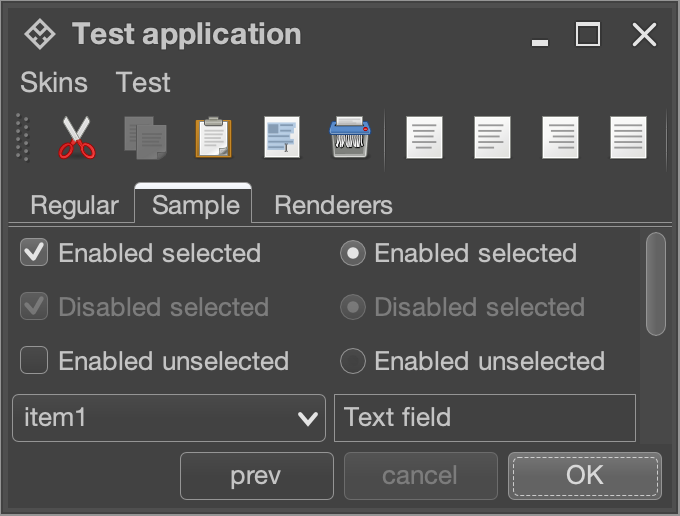 Test application
Skins Test
Regular Sample Renderers
Enabled selected Enabled selected
Disabled selected Disabled selected
Enabled unselected Enabled unselected
item1 Text field
prev cancel OK